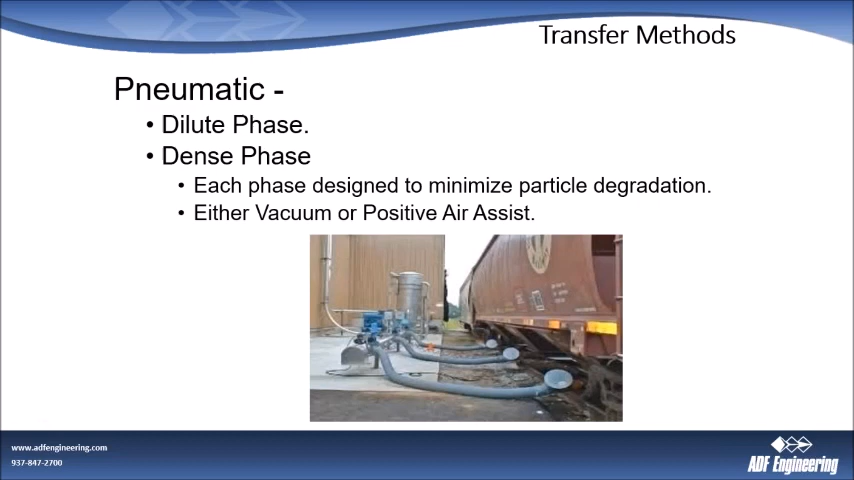 Transfer Methods
Pneumatic -
• Dilute Phase.
• Dense Phase
• Each phase designed to minimize particle degradation.
• Either Vacuum or Positive Air Assist.
www.adfengineering.com
937-847-2700
ADF Engineering